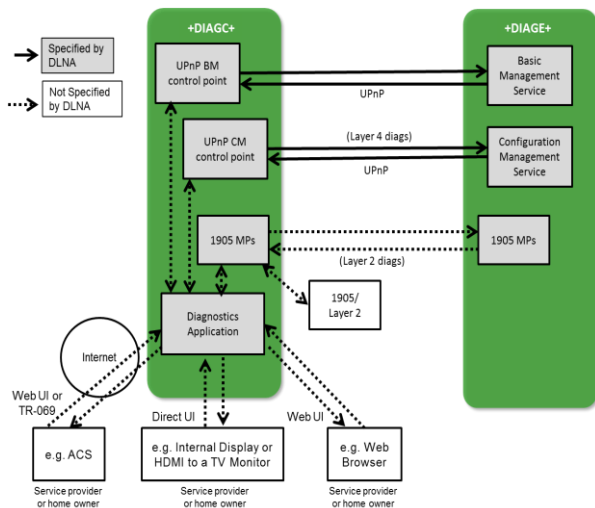 +DIAGC+
+DIAGE+
Specified by
DLNA
Not Specified
by DLNA
UPnP BM
control point
UPnP
Basic
Management
Service
UPnP CM
control point
(Layer 4 diags)
UPnP
Configuration
Management
Service
1905 MPs
(Layer 2 diags)
1905 MPs
1905/
Layer 2
Diagnostics
Application
Internet
Web UI or
TR-069
Direct UI
Web UI
e.g. ACS
e.g. Internal Display or
HDMI to a TV Monitor
e.g. Web
Browser
Service provider
or home owner
Service provider
or home owner
Service provider
or home owner